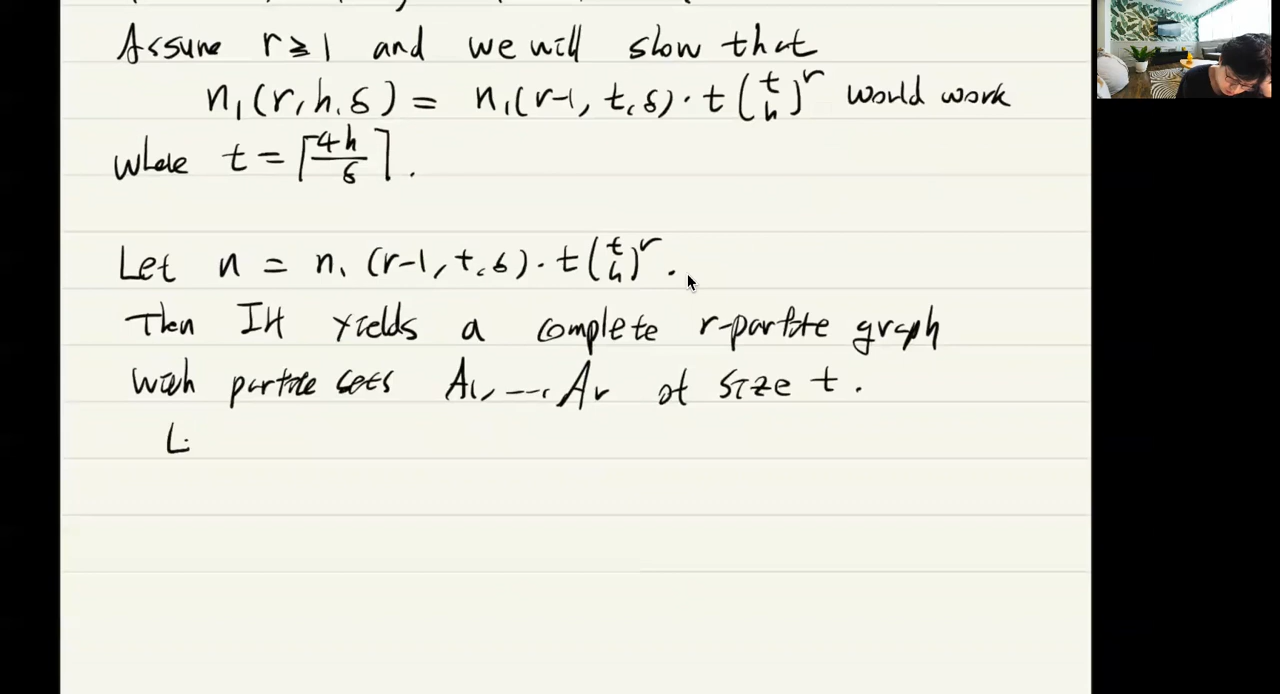 Assume r ≥ 1 and we will show that
n₁(r, h, δ) = n₁(r-1, t, δ) · t (t h)^r would work
where t = ⌈4h/δ⌉.
Let n = n₁(r-1, t, δ) · t (t h)^r.
Then IH yields a complete r-partite graph
with partite sets A₁, ..., Aᵣ of size t.
L